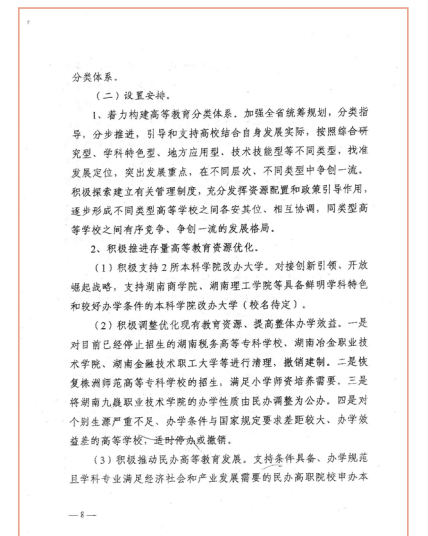 分类体系。
（二）设置安排。
1、着力构建高等教育分类体系。加强全省统筹规划，分类指
导，分步推进，引导和支持高校结合自身发展实际，按照综合研
究型、学科特色型、地方应用型、技术技能型等不同类型，找准
发展定位，突出发展重点，在不同层次、不同类型中争创一流。
积极探索建立有关管理制度，充分发挥资源配置和政策引导作用，
逐步形成不同类型高等学校之间各安其位、相互协调，同类型高
等学校之间有序竞争、争创一流的发展格局。
2、积极推进存量高等教育资源优化。
（1）积极支持2所本科学院改办大学。对接创新引领、开放
崛起战略，支持湖南商学院、湖南理工学院等具备鲜明学科特色
和较好办学条件的本科学院改办大学（校名待定）。
（2）积极调整优化现有教育资源、提高整体办学效益。一是
对目前已经停止招生的湖南税务高等专科学校、湖南冶金职业技
术学院、湖南金融技术职工大学等进行清理，撤销建制。二是恢
复株洲师范高等专科学校的招生，满足小学师资培养需要。三是
将湖南九嶷职业技术学院的办学性质由民办调整为公办。四是对
个别生源严重不足、办学条件与国家规定要求差距较大、办学效
益差的高等学校，适时停办或撤销。
（3）积极推动民办高等教育发展。支持条件具备、办学规范
且学科专业满足经济社会和产业发展需要的民办高职院校申办本
—8—